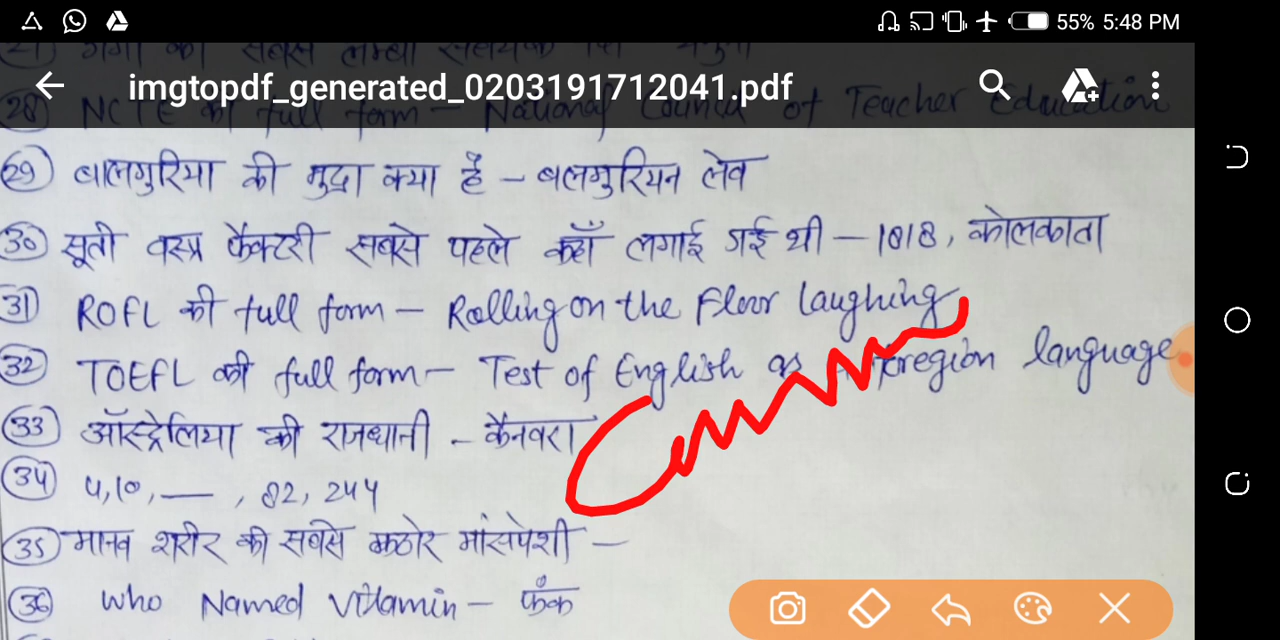 55% 5:48 PM
imgtopdf_generated_0203191712041.pdf
28 NCTE की full form - National Council of Teacher Education
29 बालगुरिया की मुद्रा क्या है - बलगुरियन लेव
30 सूती वस्त्र फैक्टरी सबसे पहले कहाँ लगाई गई थी - 1818, कोलकाता
31 ROFL की full form - Rolling on the Floor laughing
32 TOEFL की full form - Test of English as foregion language
33 ऑस्ट्रेलिया की राजधानी - कैनवरा
34 4,10, __ , 82, 244
35 मानव शरीर की सबसे कठोर मांसपेशी -
36 Who Named Vitamin - फंक